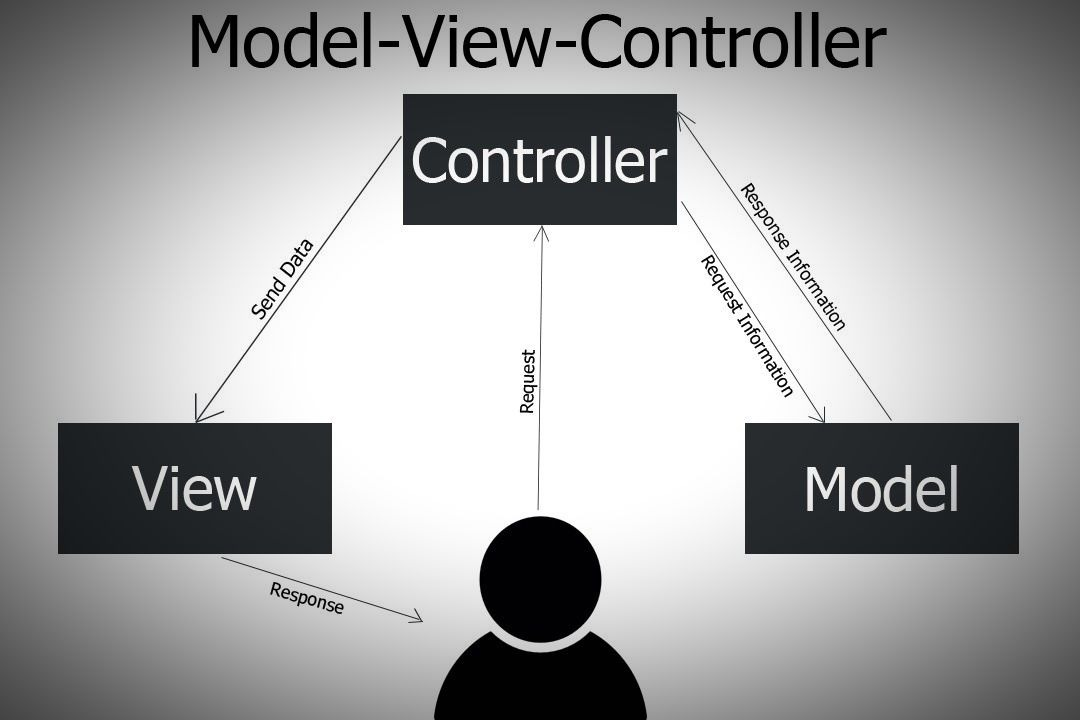 Model-View-Controller
Controller
Send Data
Request
Request Information
Response Information
View
Model
Response